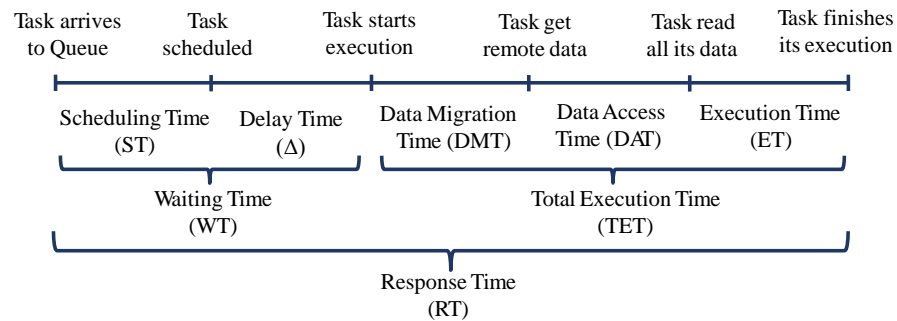 Task arrives
to Queue
Task
scheduled
Task starts
execution
Task get
remote data
Task read
all its data
Task finishes
its execution
Scheduling Time
(ST)
Delay Time
(Δ)
Data Migration
Time (DMT)
Data Access
Time (DAT)
Execution Time
(ET)
Waiting Time
(WT)
Total Execution Time
(TET)
Response Time
(RT)